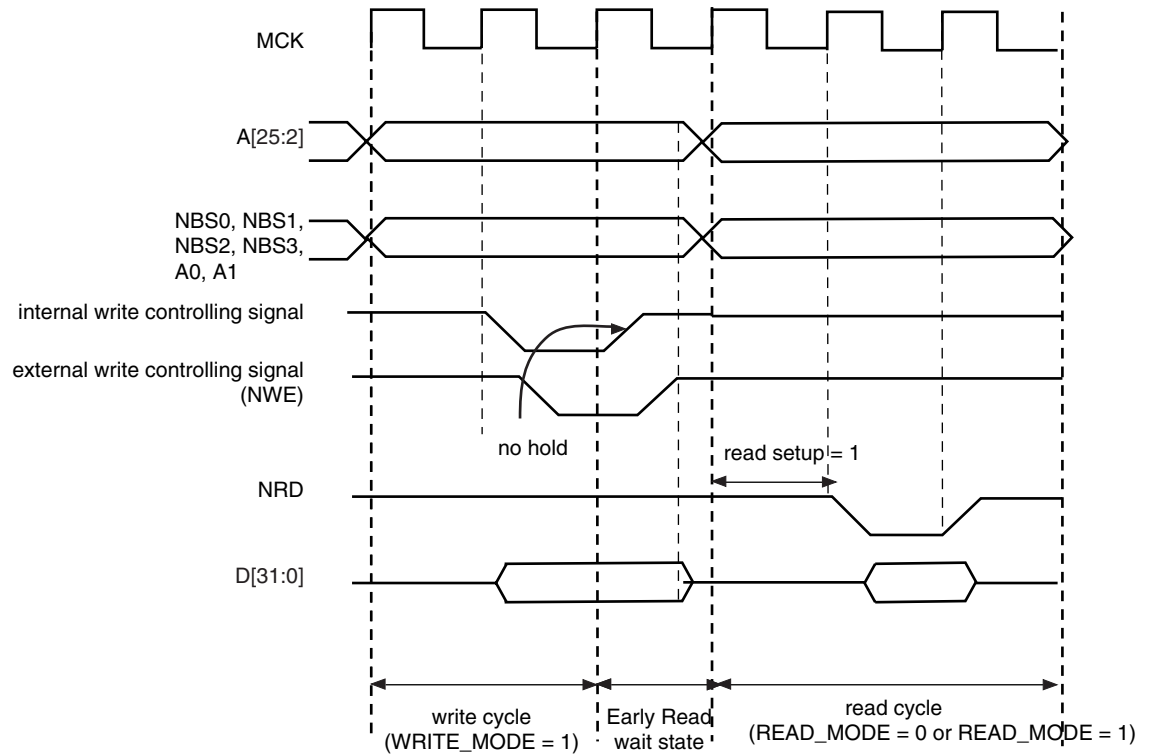 MCK
A[25:2]
NBS0, NBS1,
NBS2, NBS3,
A0, A1
internal write controlling signal
external write controlling signal
(NWE)
no hold
read setup = 1
NRD
D[31:0]
write cycle
(WRITE_MODE = 1)
Early Read
wait state
read cycle
(READ_MODE = 0 or READ_MODE = 1)